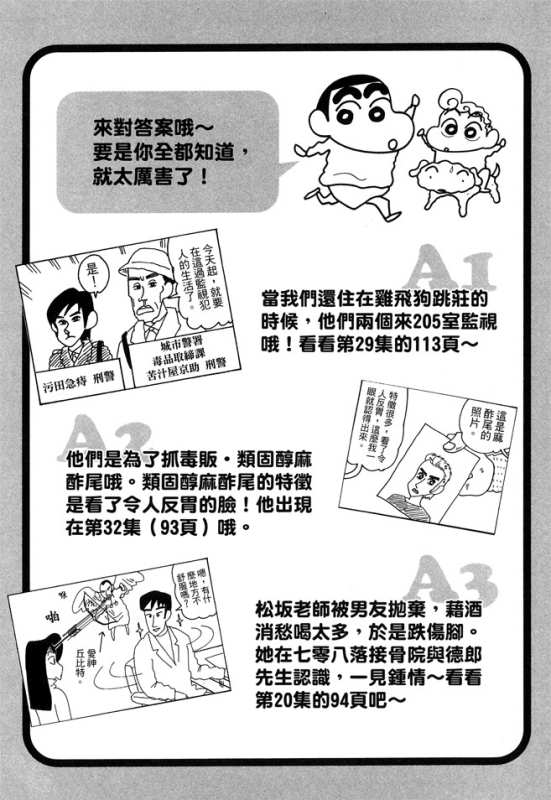 來對答案哦～
要是你全都知道，
就太厲害了！
A1
當我們還住在雞飛狗跳莊的
時候，他們兩個來205室監視
哦！看看第29集的113頁～
今天起，就要
在這過監視犯
人的生活了。
是！
城市警署
毒品取締課
苦汁屋京助 刑警
污田急痔 刑警
A2
他們是為了抓毒販・類固醇麻
酢尾哦。類固醇麻酢尾的特徵
是看了令人反胃的臉！他出現
在第32集（93頁）哦。
這是麻
酢尾的
照片。
特徵很多，看了令
人反胃，這麼我一
眼就認得出來。
A3
松坂老師被男友拋棄，藉酒
消愁喝太多，於是跌傷腳。
她在七零八落接骨院與德郎
先生認識，一見鍾情～看看
第20集的94頁吧～
嗯，有什
麼地方不
舒服嗎？
咻
啪
愛神
丘比特。